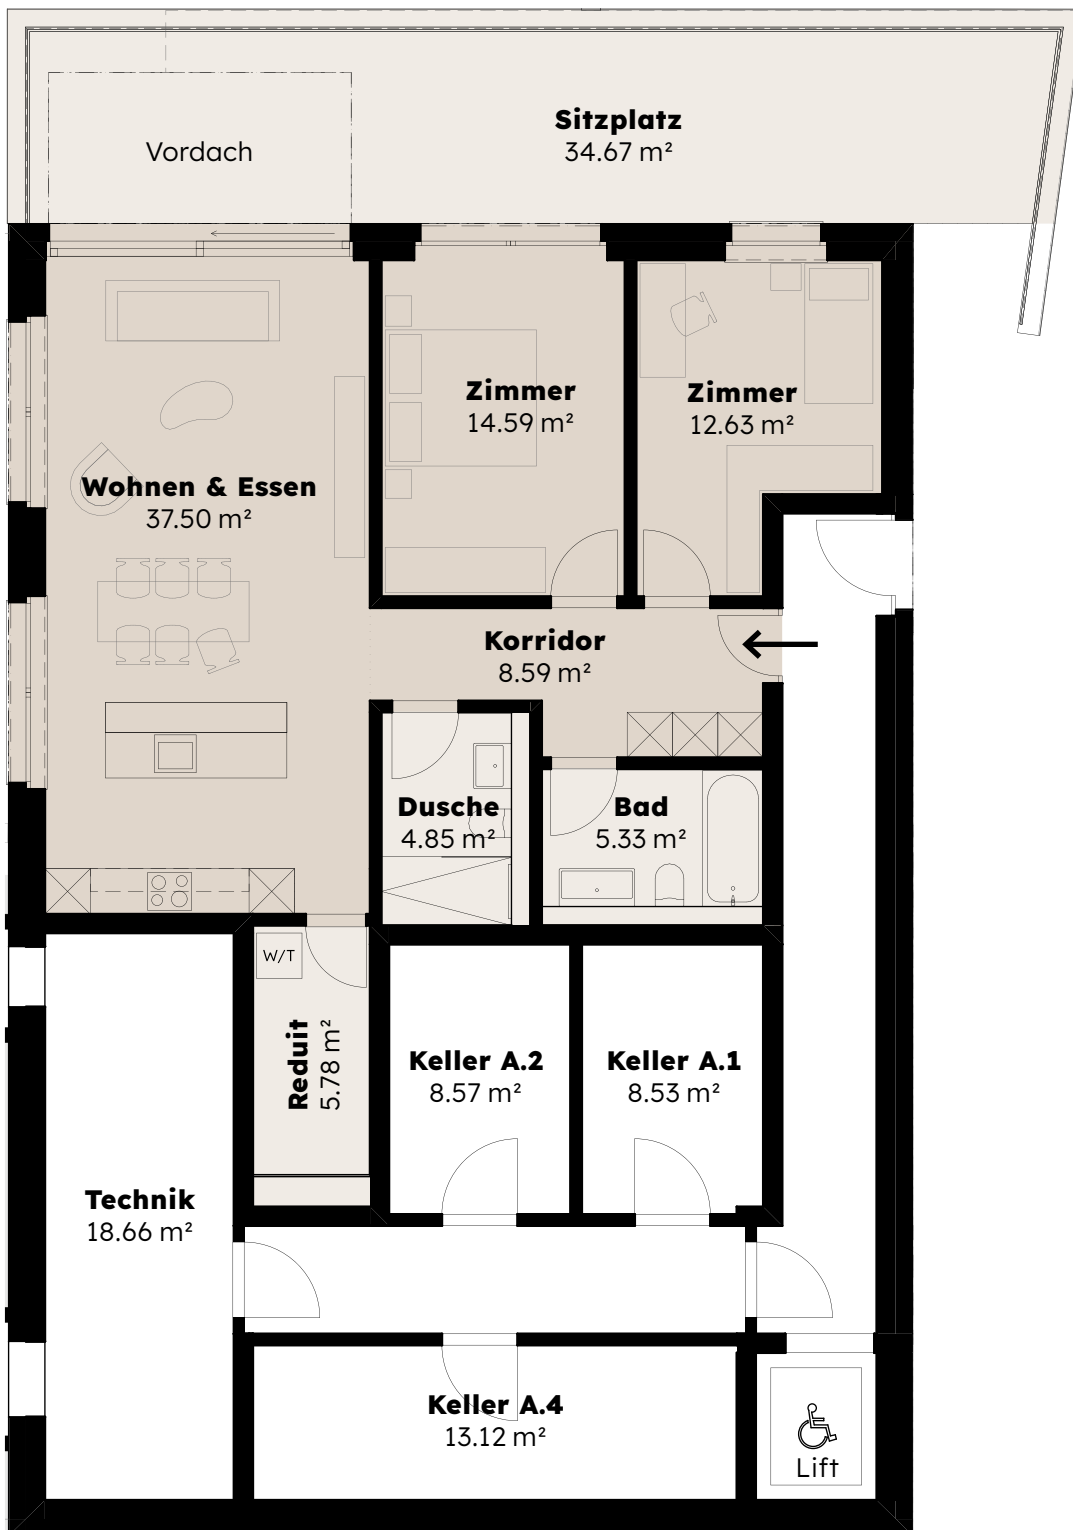 Sitzplatz
34.67 m²
Vordach
Zimmer
14.59 m²
Zimmer
12.63 m²
Wohnen & Essen
37.50 m²
Korridor
8.59 m²
Dusche
4.85 m²
Bad
5.33 m²
W/T
Reduit
5.78 m²
Keller A.2
8.57 m²
Keller A.1
8.53 m²
Technik
18.66 m²
Keller A.4
13.12 m²
Lift